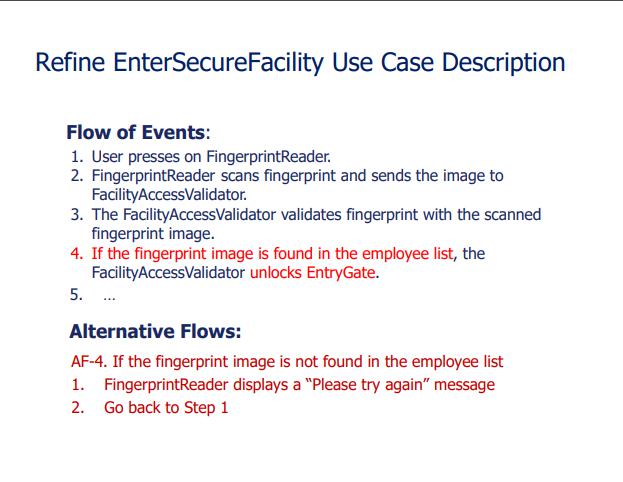 Refine EnterSecureFacility Use Case Description
Flow of Events:
1. User presses on FingerprintReader.
2. FingerprintReader scans fingerprint and sends the image to
FacilityAccessValidator.
3. The FacilityAccessValidator validates fingerprint with the scanned
fingerprint image.
4. If the fingerprint image is found in the employee list, the
FacilityAccessValidator unlocks EntryGate.
5. ...
Alternative Flows:
AF-4. If the fingerprint image is not found in the employee list
1. FingerprintReader displays a “Please try again” message
2. Go back to Step 1